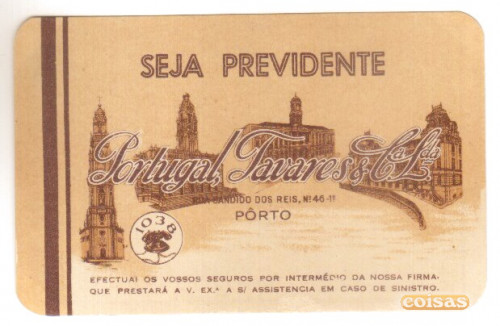 SEJA PREVIDENTE
Portugal, Tavares & Ca. Lda
RUA CANDIDO DOS REIS, Nº 46-1º
PÔRTO
1038
EFECTUAI OS VOSSOS SEGUROS POR INTERMÉDIO DA NOSSA FIRMA.
QUE PRESTARÁ A V. EX.ª A S/ ASSISTENCIA EM CASO DE SINISTRO.
coisas